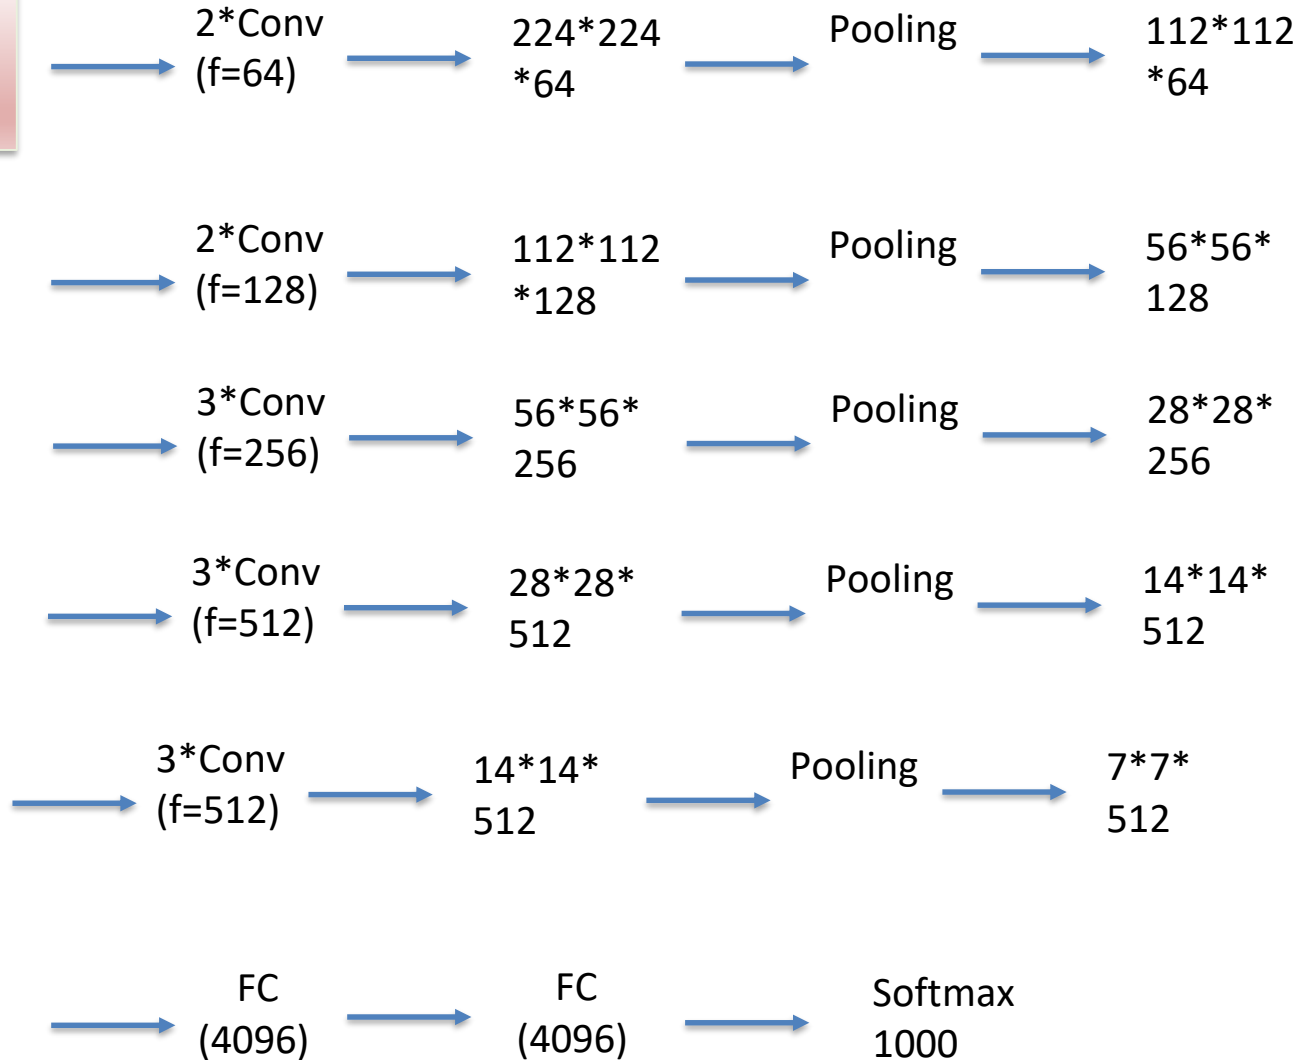 2*Conv
(f=64)
224*224
*64
Pooling
112*112
*64
2*Conv
(f=128)
112*112
*128
Pooling
56*56*
128
3*Conv
(f=256)
56*56*
256
Pooling
28*28*
256
3*Conv
(f=512)
28*28*
512
Pooling
14*14*
512
3*Conv
(f=512)
14*14*
512
Pooling
7*7*
512
FC
(4096)
FC
(4096)
Softmax
1000